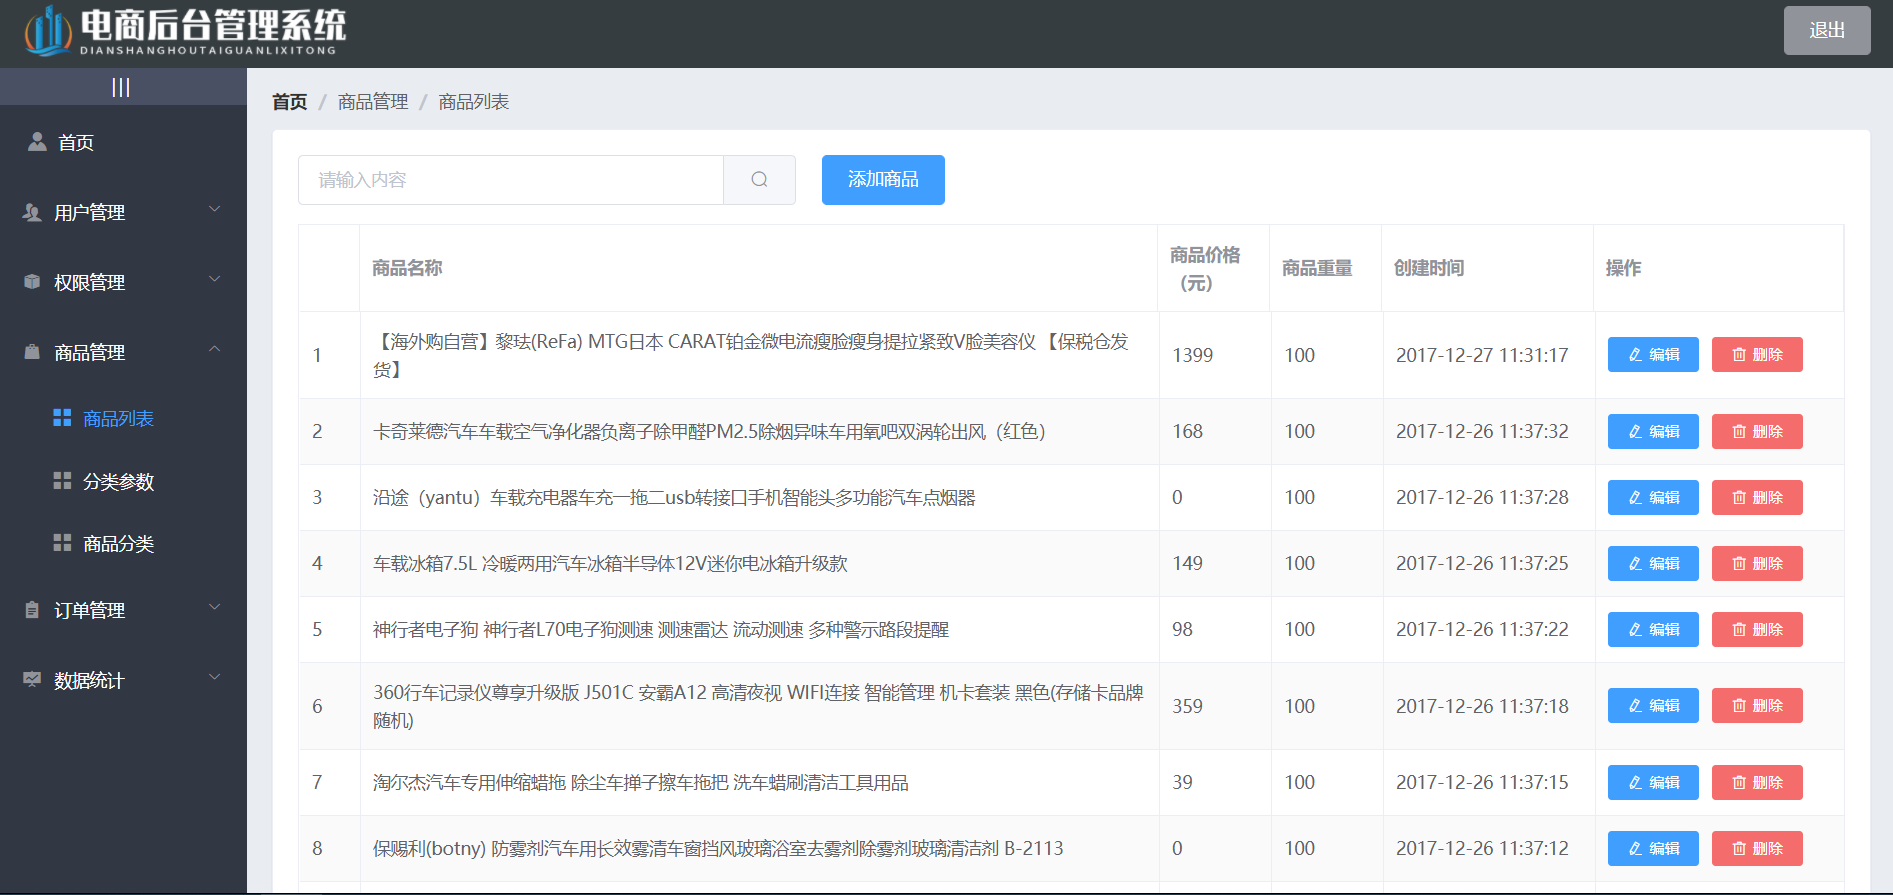 电商后台管理系统
DIANSHANGHOUTAIGUANLIXITONG
退出
|||
首页
用户管理
权限管理
商品管理
商品列表
分类参数
商品分类
订单管理
数据统计
首页 / 商品管理 / 商品列表
请输入内容
添加商品
商品名称 商品价格（元） 商品重量 创建时间 操作
1 【海外购自营】黎珐(ReFa) MTG日本 CARAT铂金微电流瘦脸瘦身提拉紧致V脸美容仪 【保税仓发
货】 1399 100 2017-12-27 11:31:17 编辑 删除
2 卡奇莱德汽车车载空气净化器负离子除甲醛PM2.5除烟异味车用氧吧双涡轮出风（红色） 168 100 2017-12-26 11:37:32 编辑 删除
3 沿途（yantu）车载充电器车充一拖二usb转接口手机智能头多功能汽车点烟器 0 100 2017-12-26 11:37:28 编辑 删除
4 车载冰箱7.5L 冷暖两用汽车冰箱半导体12V迷你电冰箱升级款 149 100 2017-12-26 11:37:25 编辑 删除
5 神行者电子狗 神行者L70电子狗测速 测速雷达 流动测速 多种警示路段提醒 98 100 2017-12-26 11:37:22 编辑 删除
6 360行车记录仪尊享升级版 J501C 安霸A12 高清夜视 WIFI连接 智能管理 机卡套装 黑色(存储卡品牌
随机) 359 100 2017-12-26 11:37:18 编辑 删除
7 淘尔杰汽车专用伸缩蜡拖 除尘车掸子擦车拖把 洗车蜡刷清洁工具用品 39 100 2017-12-26 11:37:15 编辑 删除
8 保赐利(botny) 防雾剂汽车用长效雾清车窗挡风玻璃浴室去雾剂除雾剂玻璃清洁剂 B-2113 0 100 2017-12-26 11:37:12 编辑 删除